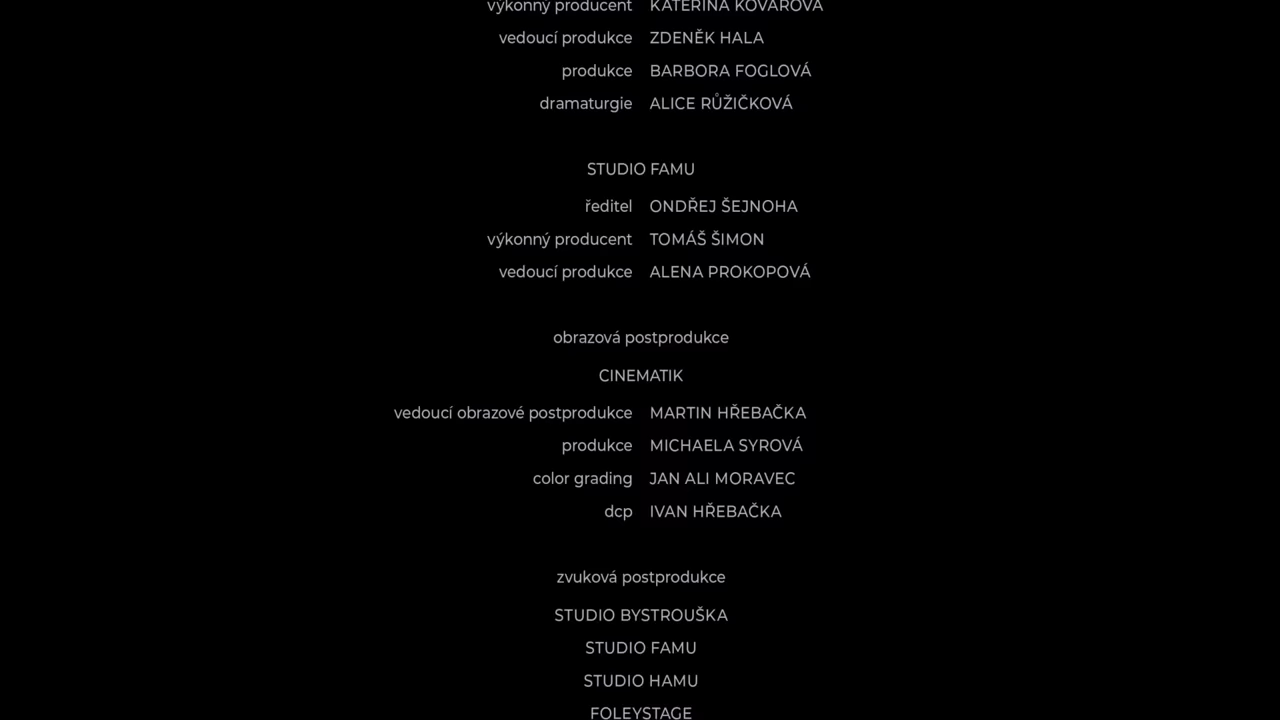 výkonný producent KATEŘINA KOVÁŘOVÁ
vedoucí produkce ZDENĚK HALA
produkce BARBORA FOGLOVÁ
dramaturgie ALICE RŮŽIČKOVÁ
STUDIO FAMU
ředitel ONDŘEJ ŠEJNOHA
výkonný producent TOMÁŠ ŠIMON
vedoucí produkce ALENA PROKOPOVÁ
obrazová postprodukce
CINEMATIK
vedoucí obrazové postprodukce MARTIN HŘEBAČKA
produkce MICHAELA SYROVÁ
color grading JAN ALI MORAVEC
dcp IVAN HŘEBAČKA
zvuková postprodukce
STUDIO BYSTROUŠKA
STUDIO FAMU
STUDIO HAMU
FOLEYSTAGE